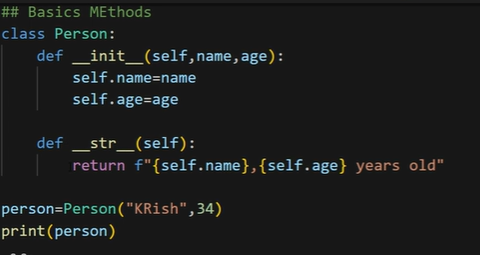 ## Basics MEthods
class Person:
    def __init__(self,name,age):
        self.name=name
        self.age=age
    def __str__(self):
        return f"{self.name},{self.age} years old"
person=Person("KRish",34)
print(person)